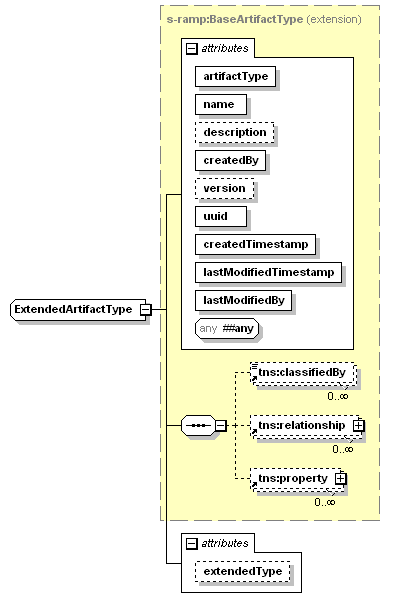 s-ramp:BaseArtifactType (extension)
attributes
artifactType
name
description
createdBy
version
uuid
createdTimestamp
lastModifiedTimestamp
lastModifiedBy
any ##any
ExtendedArtifactType
tns:classifiedBy
0..∞
tns:relationship
0..∞
tns:property
0..∞
attributes
extendedType